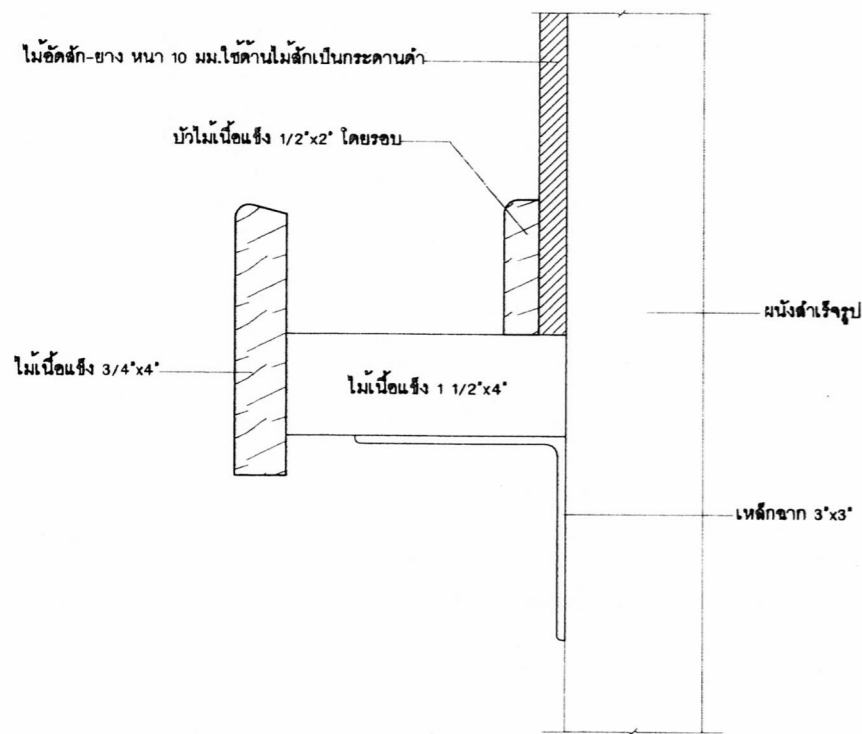 ไม้อัดสัก-ยาง หนา 10 มม.ใช้ด้านไม้สักเป็นกระดานดำ
บัวไม้เนื้อแข็ง 1/2"x2" โดยรอบ
ผนังสำเร็จรูป
ไม้เนื้อแข็ง 3/4"x4"
ไม้เนื้อแข็ง 1 1/2"x4"
เหล็กฉาก 3"x3"